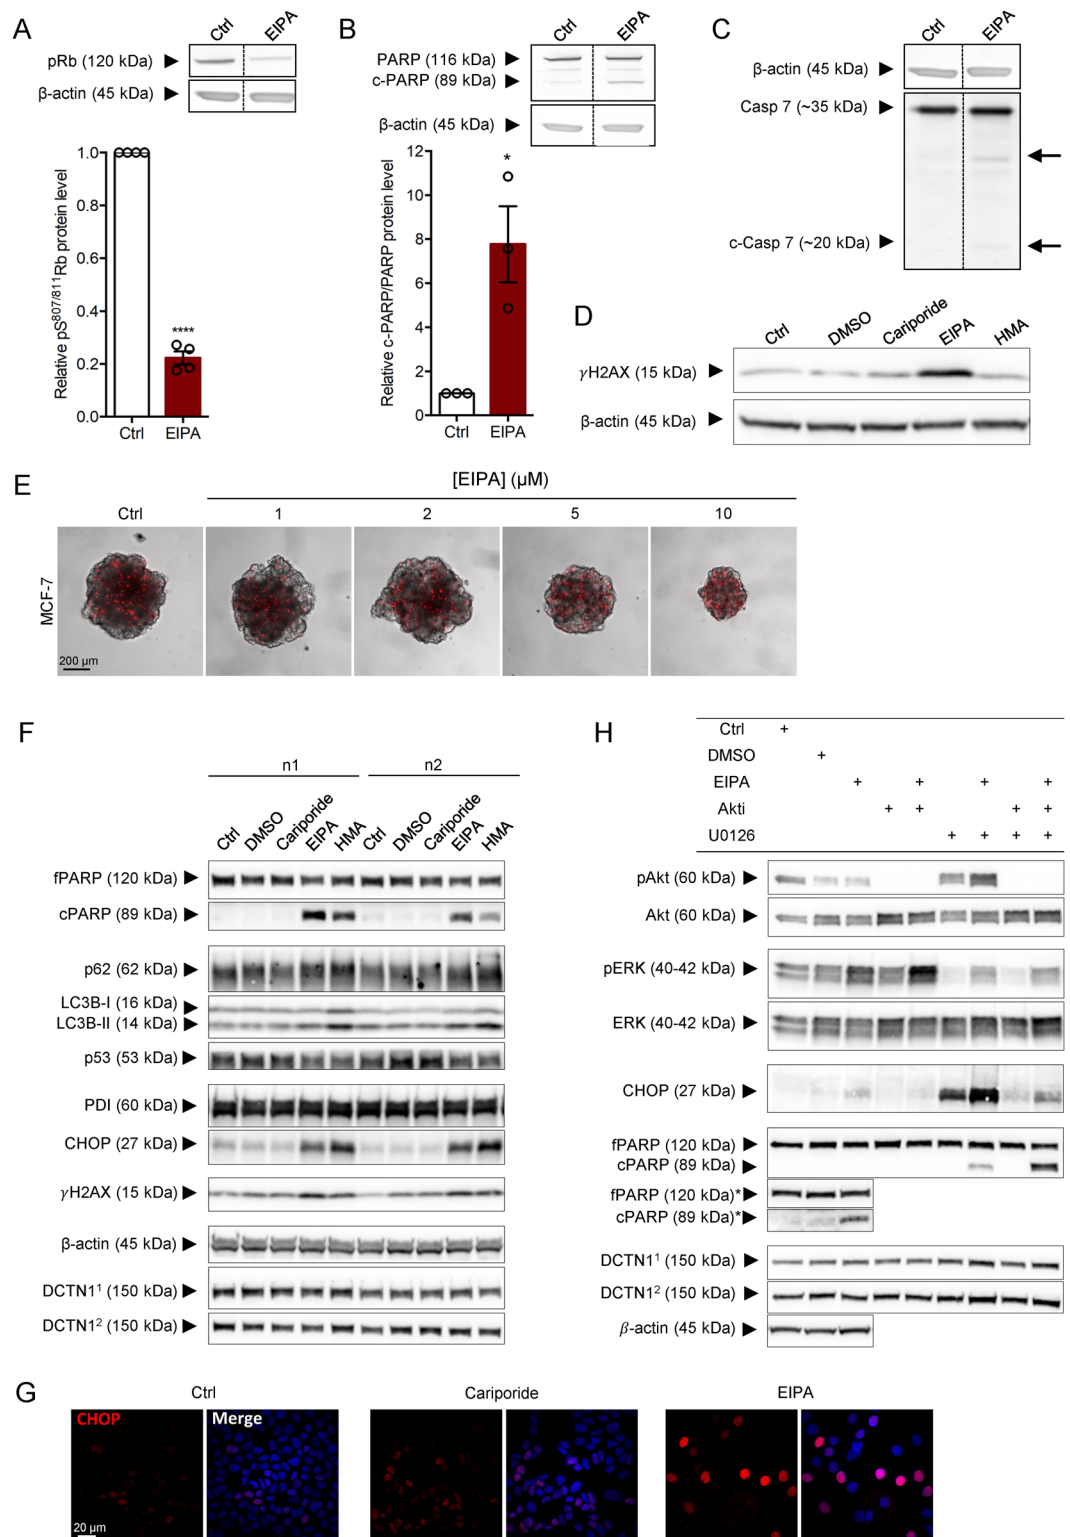 A
Ctrl
EIPA
pRb (120 kDa)
β-actin (45 kDa)
Relative pS807/811Rb protein level
1.0
0.8
0.6
0.4
0.2
0.0
****
Ctrl
EIPA
B
Ctrl
EIPA
PARP (116 kDa)
c-PARP (89 kDa)
β-actin (45 kDa)
Relative c-PARP/PARP protein level
12
10
8
6
4
2
0
*
Ctrl
EIPA
C
Ctrl
EIPA
β-actin (45 kDa)
Casp 7 (~35 kDa)
c-Casp 7 (~20 kDa)
D
Ctrl
DMSO
Cariporide
EIPA
HMA
γH2AX (15 kDa)
β-actin (45 kDa)
E
[EIPA] (μM)
Ctrl
1
2
5
10
MCF-7
200 μm
F
n1
n2
Ctrl
DMSO
Cariporide
EIPA
HMA
Ctrl
DMSO
Cariporide
EIPA
HMA
fPARP (120 kDa)
cPARP (89 kDa)
p62 (62 kDa)
LC3B-I (16 kDa)
LC3B-II (14 kDa)
p53 (53 kDa)
PDI (60 kDa)
CHOP (27 kDa)
γH2AX (15 kDa)
β-actin (45 kDa)
DCTN1¹ (150 kDa)
DCTN1² (150 kDa)
H
Ctrl +
DMSO +
EIPA + + + +
Akti + + + +
U0126 + + + +
pAkt (60 kDa)
Akt (60 kDa)
pERK (40-42 kDa)
ERK (40-42 kDa)
CHOP (27 kDa)
fPARP (120 kDa)
cPARP (89 kDa)
fPARP (120 kDa)*
cPARP (89 kDa)*
DCTN1¹ (150 kDa)
DCTN1² (150 kDa)
β-actin (45 kDa)
G
Ctrl
Cariporide
EIPA
CHOP
Merge
20 μm